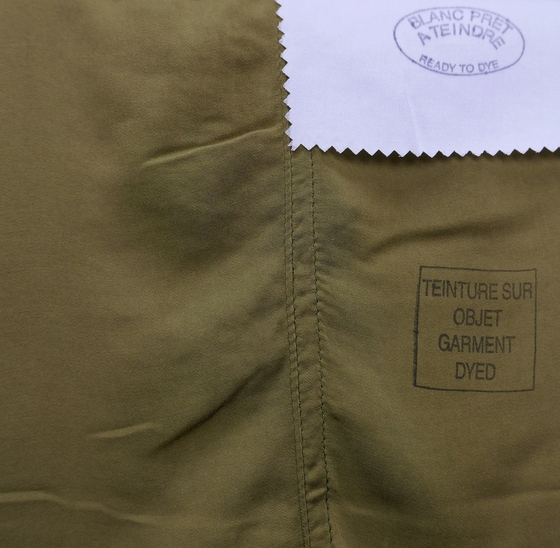 BLANC PRET
A TEINDRE
READY TO DYE
TEINTURE SUR
OBJET
GARMENT
DYED